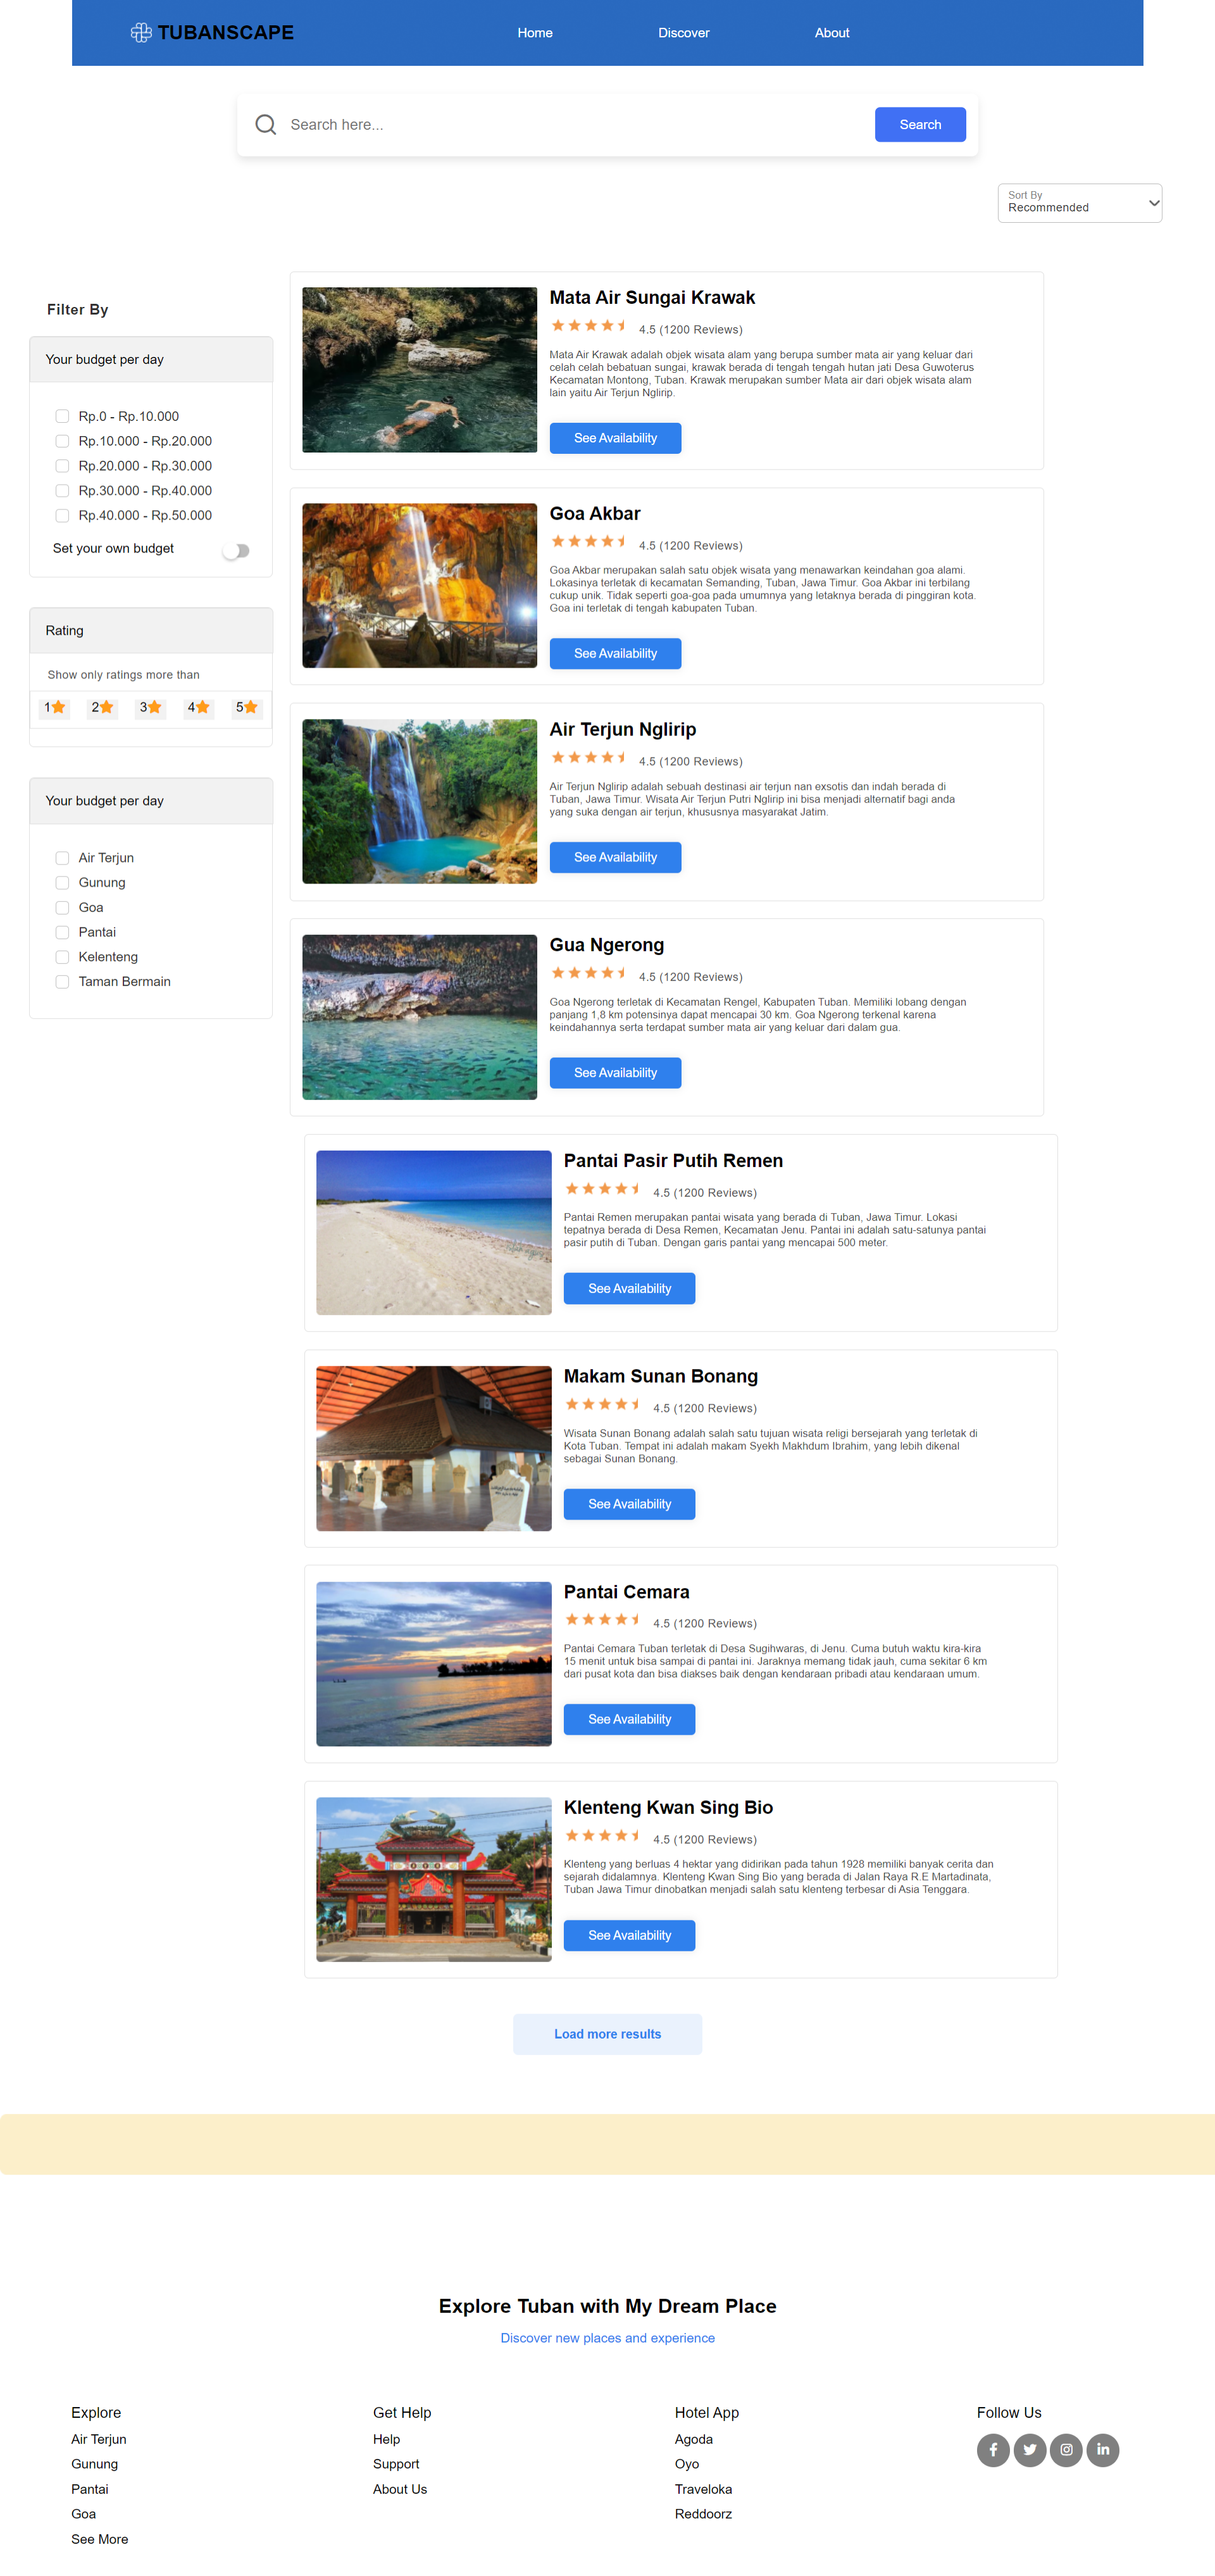 TUBANSCAPE
Home
Discover
About
Search here...
Search
Sort By
Recommended
Filter By
Your budget per day
Rp.0 - Rp.10.000
Rp.10.000 - Rp.20.000
Rp.20.000 - Rp.30.000
Rp.30.000 - Rp.40.000
Rp.40.000 - Rp.50.000
Set your own budget
Rating
Show only ratings more than
1
2
3
4
5
Your budget per day
Air Terjun
Gunung
Goa
Pantai
Kelenteng
Taman Bermain
Mata Air Sungai Krawak
4.5 (1200 Reviews)
Mata Air Krawak adalah objek wisata alam yang berupa sumber mata air yang keluar dari
celah celah bebatuan sungai, krawak berada di tengah tengah hutan jati Desa Guwoterus
Kecamatan Montong, Tuban. Krawak merupakan sumber Mata air dari objek wisata alam
lain yaitu Air Terjun Nglirip.
See Availability
Goa Akbar
4.5 (1200 Reviews)
Goa Akbar merupakan salah satu objek wisata yang menawarkan keindahan goa alami.
Lokasinya terletak di kecamatan Semanding, Tuban, Jawa Timur. Goa Akbar ini terbilang
cukup unik. Tidak seperti goa-goa pada umumnya yang letaknya berada di pinggiran kota.
Goa ini terletak di tengah kabupaten Tuban.
See Availability
Air Terjun Nglirip
4.5 (1200 Reviews)
Air Terjun Nglirip adalah sebuah destinasi air terjun nan exsotis dan indah berada di
Tuban, Jawa Timur. Wisata Air Terjun Putri Nglirip ini bisa menjadi alternatif bagi anda
yang suka dengan air terjun, khususnya masyarakat Jatim.
See Availability
Gua Ngerong
4.5 (1200 Reviews)
Goa Ngerong terletak di Kecamatan Rengel, Kabupaten Tuban. Memiliki lobang dengan
panjang 1,8 km potensinya dapat mencapai 30 km. Goa Ngerong terkenal karena
keindahannya serta terdapat sumber mata air yang keluar dari dalam gua.
See Availability
Pantai Pasir Putih Remen
4.5 (1200 Reviews)
Pantai Remen merupakan pantai wisata yang berada di Tuban, Jawa Timur. Lokasi
tepatnya berada di Desa Remen, Kecamatan Jenu. Pantai ini adalah satu-satunya pantai
pasir putih di Tuban. Dengan garis pantai yang mencapai 500 meter.
See Availability
Makam Sunan Bonang
4.5 (1200 Reviews)
Wisata Sunan Bonang adalah salah satu tujuan wisata religi bersejarah yang terletak di
Kota Tuban. Tempat ini adalah makam Syekh Makhdum Ibrahim, yang lebih dikenal
sebagai Sunan Bonang.
See Availability
Pantai Cemara
4.5 (1200 Reviews)
Pantai Cemara Tuban terletak di Desa Sugihwaras, di Jenu. Cuma butuh waktu kira-kira
15 menit untuk bisa sampai di pantai ini. Jaraknya memang tidak jauh, cuma sekitar 6 km
dari pusat kota dan bisa diakses baik dengan kendaraan pribadi atau kendaraan umum.
See Availability
Klenteng Kwan Sing Bio
4.5 (1200 Reviews)
Klenteng yang berluas 4 hektar yang didirikan pada tahun 1928 memiliki banyak cerita dan
sejarah didalamnya. Klenteng Kwan Sing Bio yang berada di Jalan Raya R.E Martadinata,
Tuban Jawa Timur dinobatkan menjadi salah satu klenteng terbesar di Asia Tenggara.
See Availability
Load more results
Explore Tuban with My Dream Place
Discover new places and experience
Explore
Air Terjun
Gunung
Pantai
Goa
See More
Get Help
Help
Support
About Us
Hotel App
Agoda
Oyo
Traveloka
Reddoorz
Follow Us